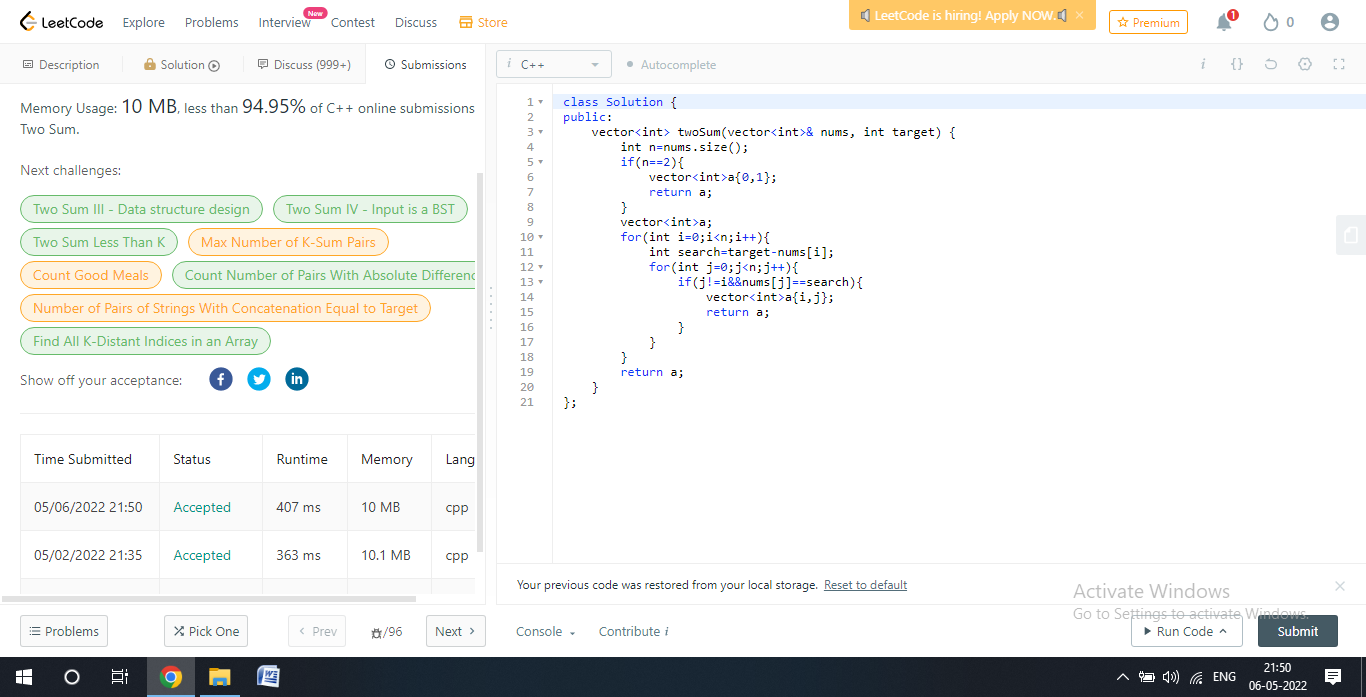 LeetCode Explore Problems Interview New Contest Discuss Store LeetCode is hiring! Apply NOW. × Premium 1 0
Description Solution Discuss (999+) Submissions i C++ Autocomplete i {}
Memory Usage: 10 MB, less than 94.95% of C++ online submissions
Two Sum.
Next challenges:
Two Sum III - Data structure design Two Sum IV - Input is a BST
Two Sum Less Than K Max Number of K-Sum Pairs
Count Good Meals Count Number of Pairs With Absolute Differenc
Number of Pairs of Strings With Concatenation Equal to Target
Find All K-Distant Indices in an Array
Show off your acceptance:
Time Submitted Status Runtime Memory Lang
05/06/2022 21:50 Accepted 407 ms 10 MB cpp
05/02/2022 21:35 Accepted 363 ms 10.1 MB cpp
1 class Solution {
2 public:
3 vector<int> twoSum(vector<int>& nums, int target) {
4 int n=nums.size();
5 if(n==2){
6 vector<int>a{0,1};
7 return a;
8 }
9 vector<int>a;
10 for(int i=0;i<n;i++){
11 int search=target-nums[i];
12 for(int j=0;j<n;j++){
13 if(j!=i&&nums[j]==search){
14 vector<int>a{i,j};
15 return a;
16 }
17 }
18 }
19 return a;
20 }
21 };
Your previous code was restored from your local storage. Reset to default
Activate Windows
Go to Settings to activate Windows.
Problems Pick One < Prev /96 Next > Console Contribute i Run Code Submit
ENG 21:50
06-05-2022